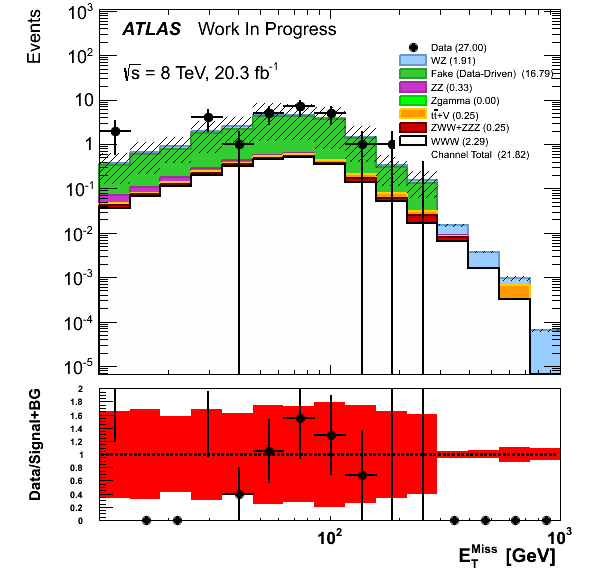 Events
10³
10²
10
1
10⁻¹
10⁻²
10⁻³
10⁻⁴
10⁻⁵
ATLAS Work In Progress
√s = 8 TeV, 20.3 fb⁻¹
Data (27.00)
WZ (1.91)
Fake (Data-Driven) (16.79)
ZZ (0.33)
Zgamma (0.00)
tt̄+V (0.25)
ZWW+ZZZ (0.25)
WWW (2.29)
Channel Total (21.82)
Data/Signal+BG
2
1.8
1.6
1.4
1.2
1
0.8
0.6
0.4
0.2
0
10²
10³
E_T^Miss [GeV]